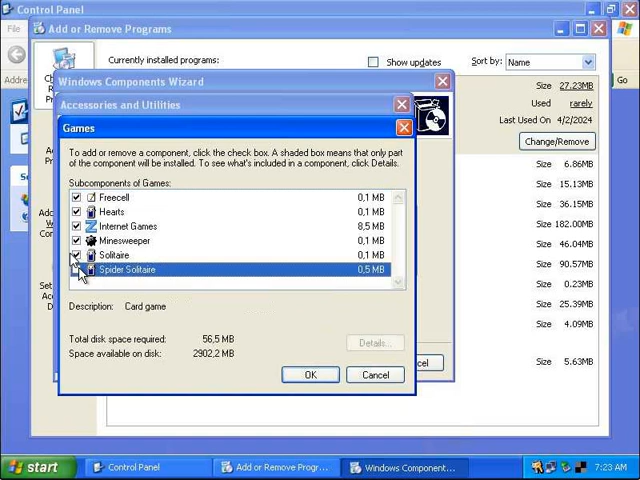 Control Panel
File
Add or Remove Programs
Currently installed programs:
Show updates
Sort by:
Name
Go
Windows Components Wizard
Size 27.23MB
Used rarely
Last Used On 4/2/2024
Change/Remove
Accessories and Utilities
Games
To add or remove a component, click the check box. A shaded box means that only part
of the component will be installed. To see what's included in a component, click Details.
Subcomponents of Games:
Freecell 0,1 MB
Hearts 0,1 MB
Internet Games 8,5 MB
Minesweeper 0,1 MB
Solitaire 0,1 MB
Spider Solitaire 0,5 MB
Description: Card game
Total disk space required: 56,5 MB
Space available on disk: 2902,2 MB
Details...
OK
Cancel
Size 6.86MB
Size 15.13MB
Size 36.15MB
Size 182.00MB
Size 46.04MB
Size 90.57MB
Size 0.23MB
Size 25.39MB
Size 4.09MB
Size 5.63MB
start
Control Panel
Add or Remove Progr...
Windows Component...
7:23 AM